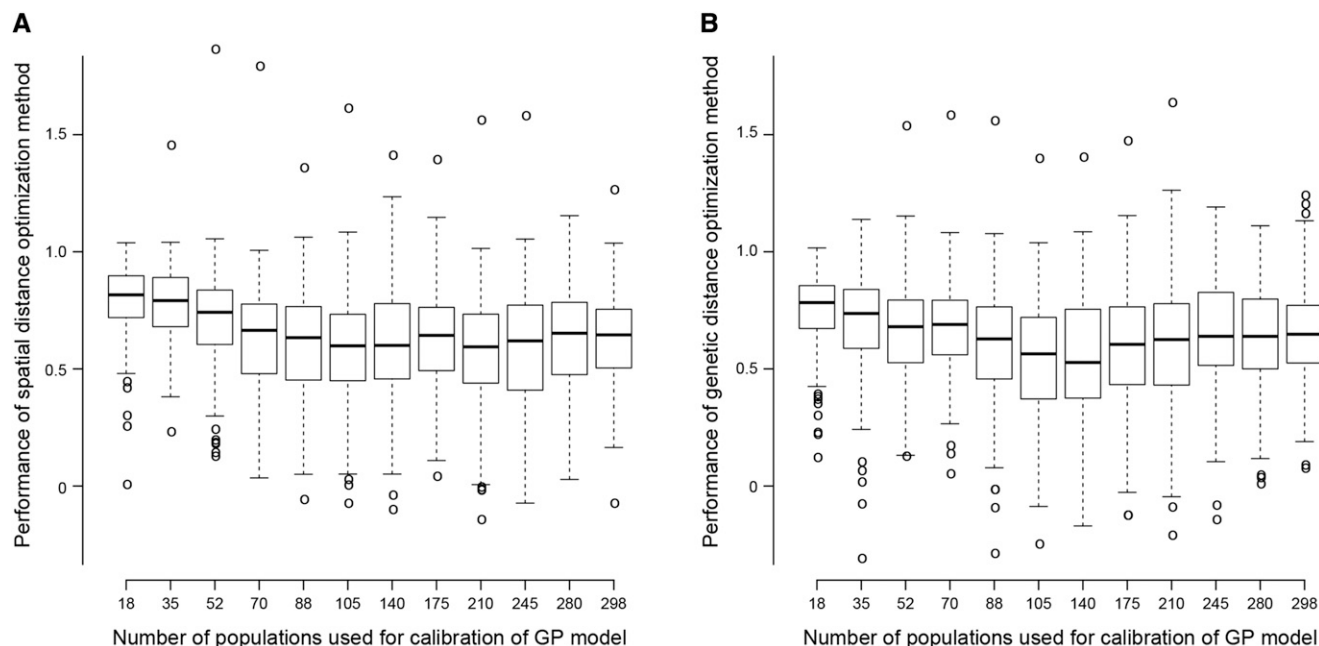 A
Performance of spatial distance optimization method
1.5
1.0
0.5
0
18 35 52 70 88 105 140 175 210 245 280 298
Number of populations used for calibration of GP model
B
Performance of genetic distance optimization method
1.5
1.0
0.5
0
18 35 52 70 88 105 140 175 210 245 280 298
Number of populations used for calibration of GP model